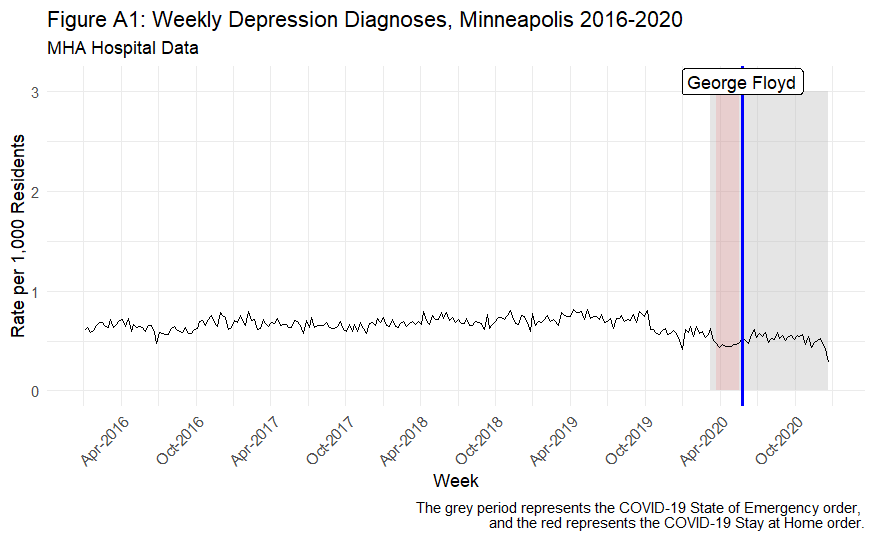 Figure A1: Weekly Depression Diagnoses, Minneapolis 2016-2020
MHA Hospital Data
George Floyd
Rate per 1,000 Residents
3
2
1
0
Apr-2016
Oct-2016
Apr-2017
Oct-2017
Apr-2018
Oct-2018
Apr-2019
Oct-2019
Apr-2020
Oct-2020
Week
The grey period represents the COVID-19 State of Emergency order,
and the red represents the COVID-19 Stay at Home order.